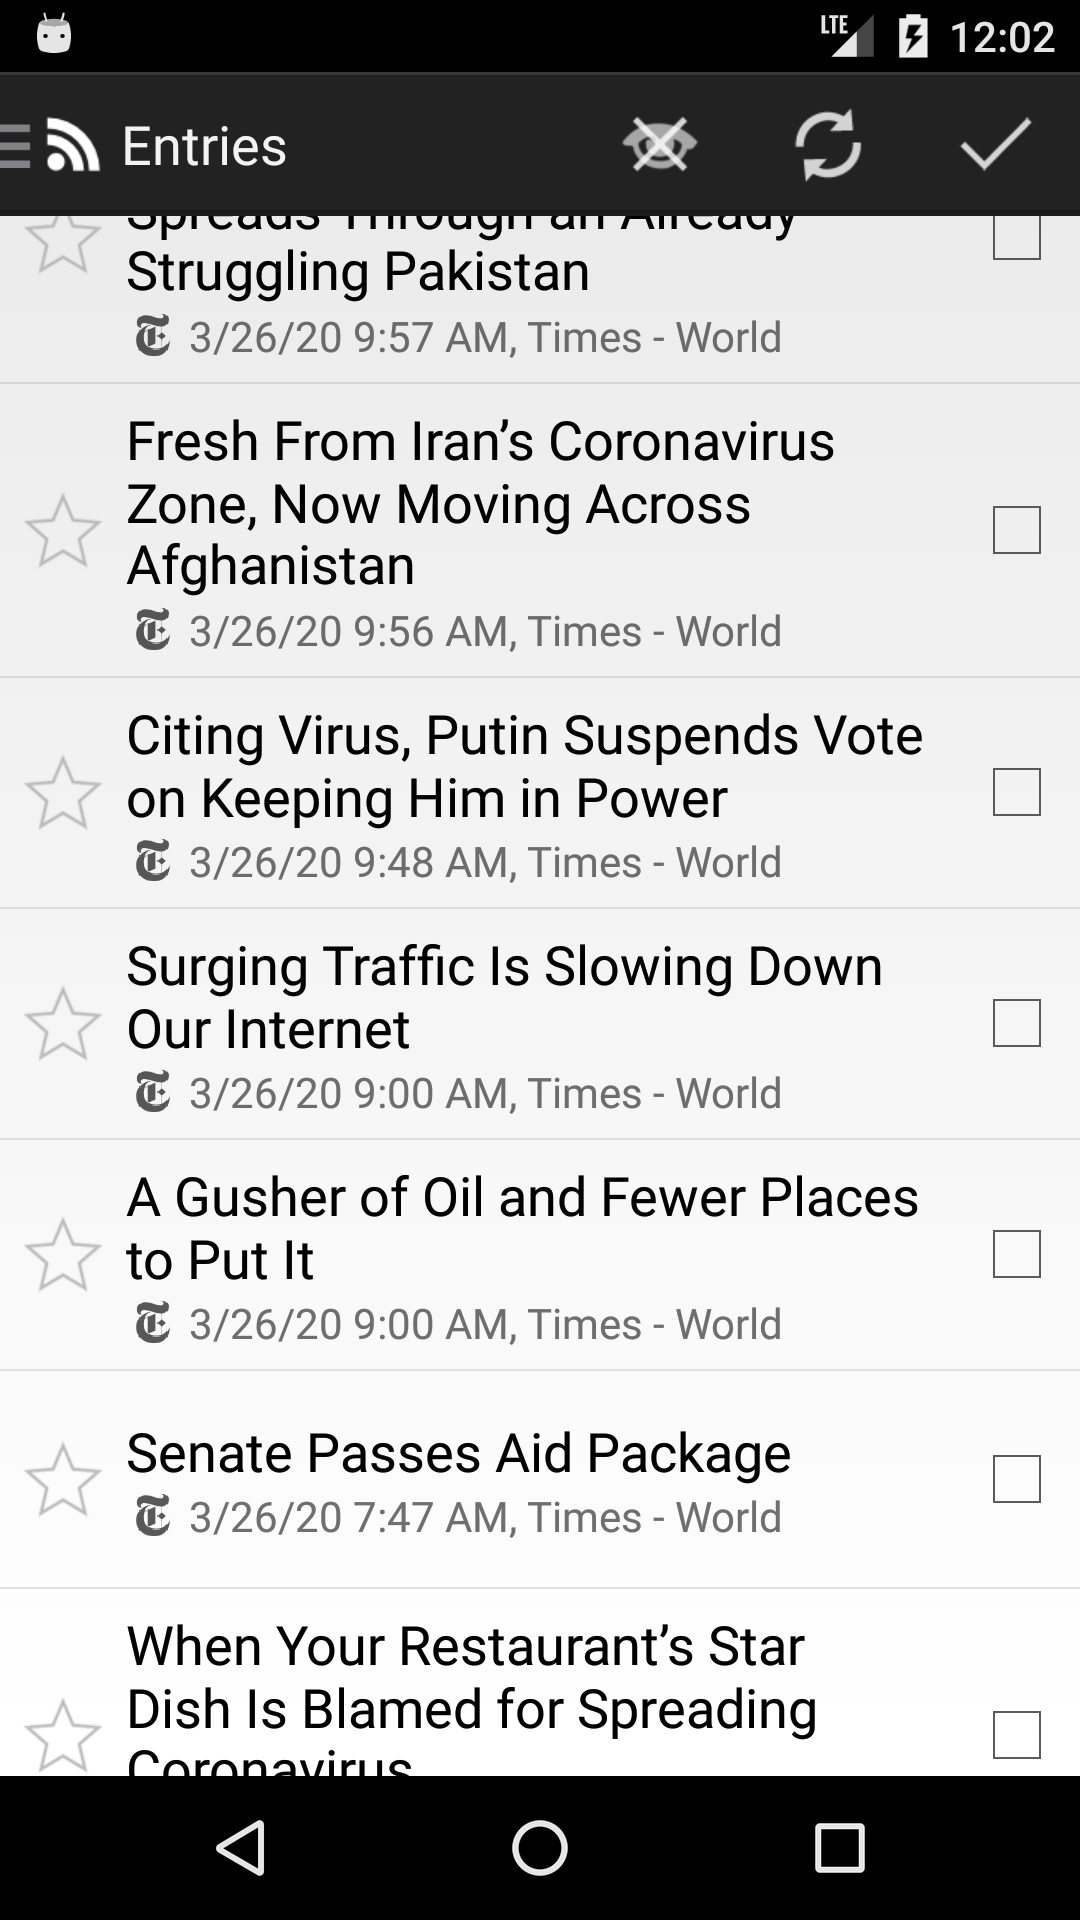 LTE 12:02
Entries
Spreads Through an Already
Struggling Pakistan
3/26/20 9:57 AM, Times - World
Fresh From Iran’s Coronavirus
Zone, Now Moving Across
Afghanistan
3/26/20 9:56 AM, Times - World
Citing Virus, Putin Suspends Vote
on Keeping Him in Power
3/26/20 9:48 AM, Times - World
Surging Traffic Is Slowing Down
Our Internet
3/26/20 9:00 AM, Times - World
A Gusher of Oil and Fewer Places
to Put It
3/26/20 9:00 AM, Times - World
Senate Passes Aid Package
3/26/20 7:47 AM, Times - World
When Your Restaurant’s Star
Dish Is Blamed for Spreading
Coronavirus